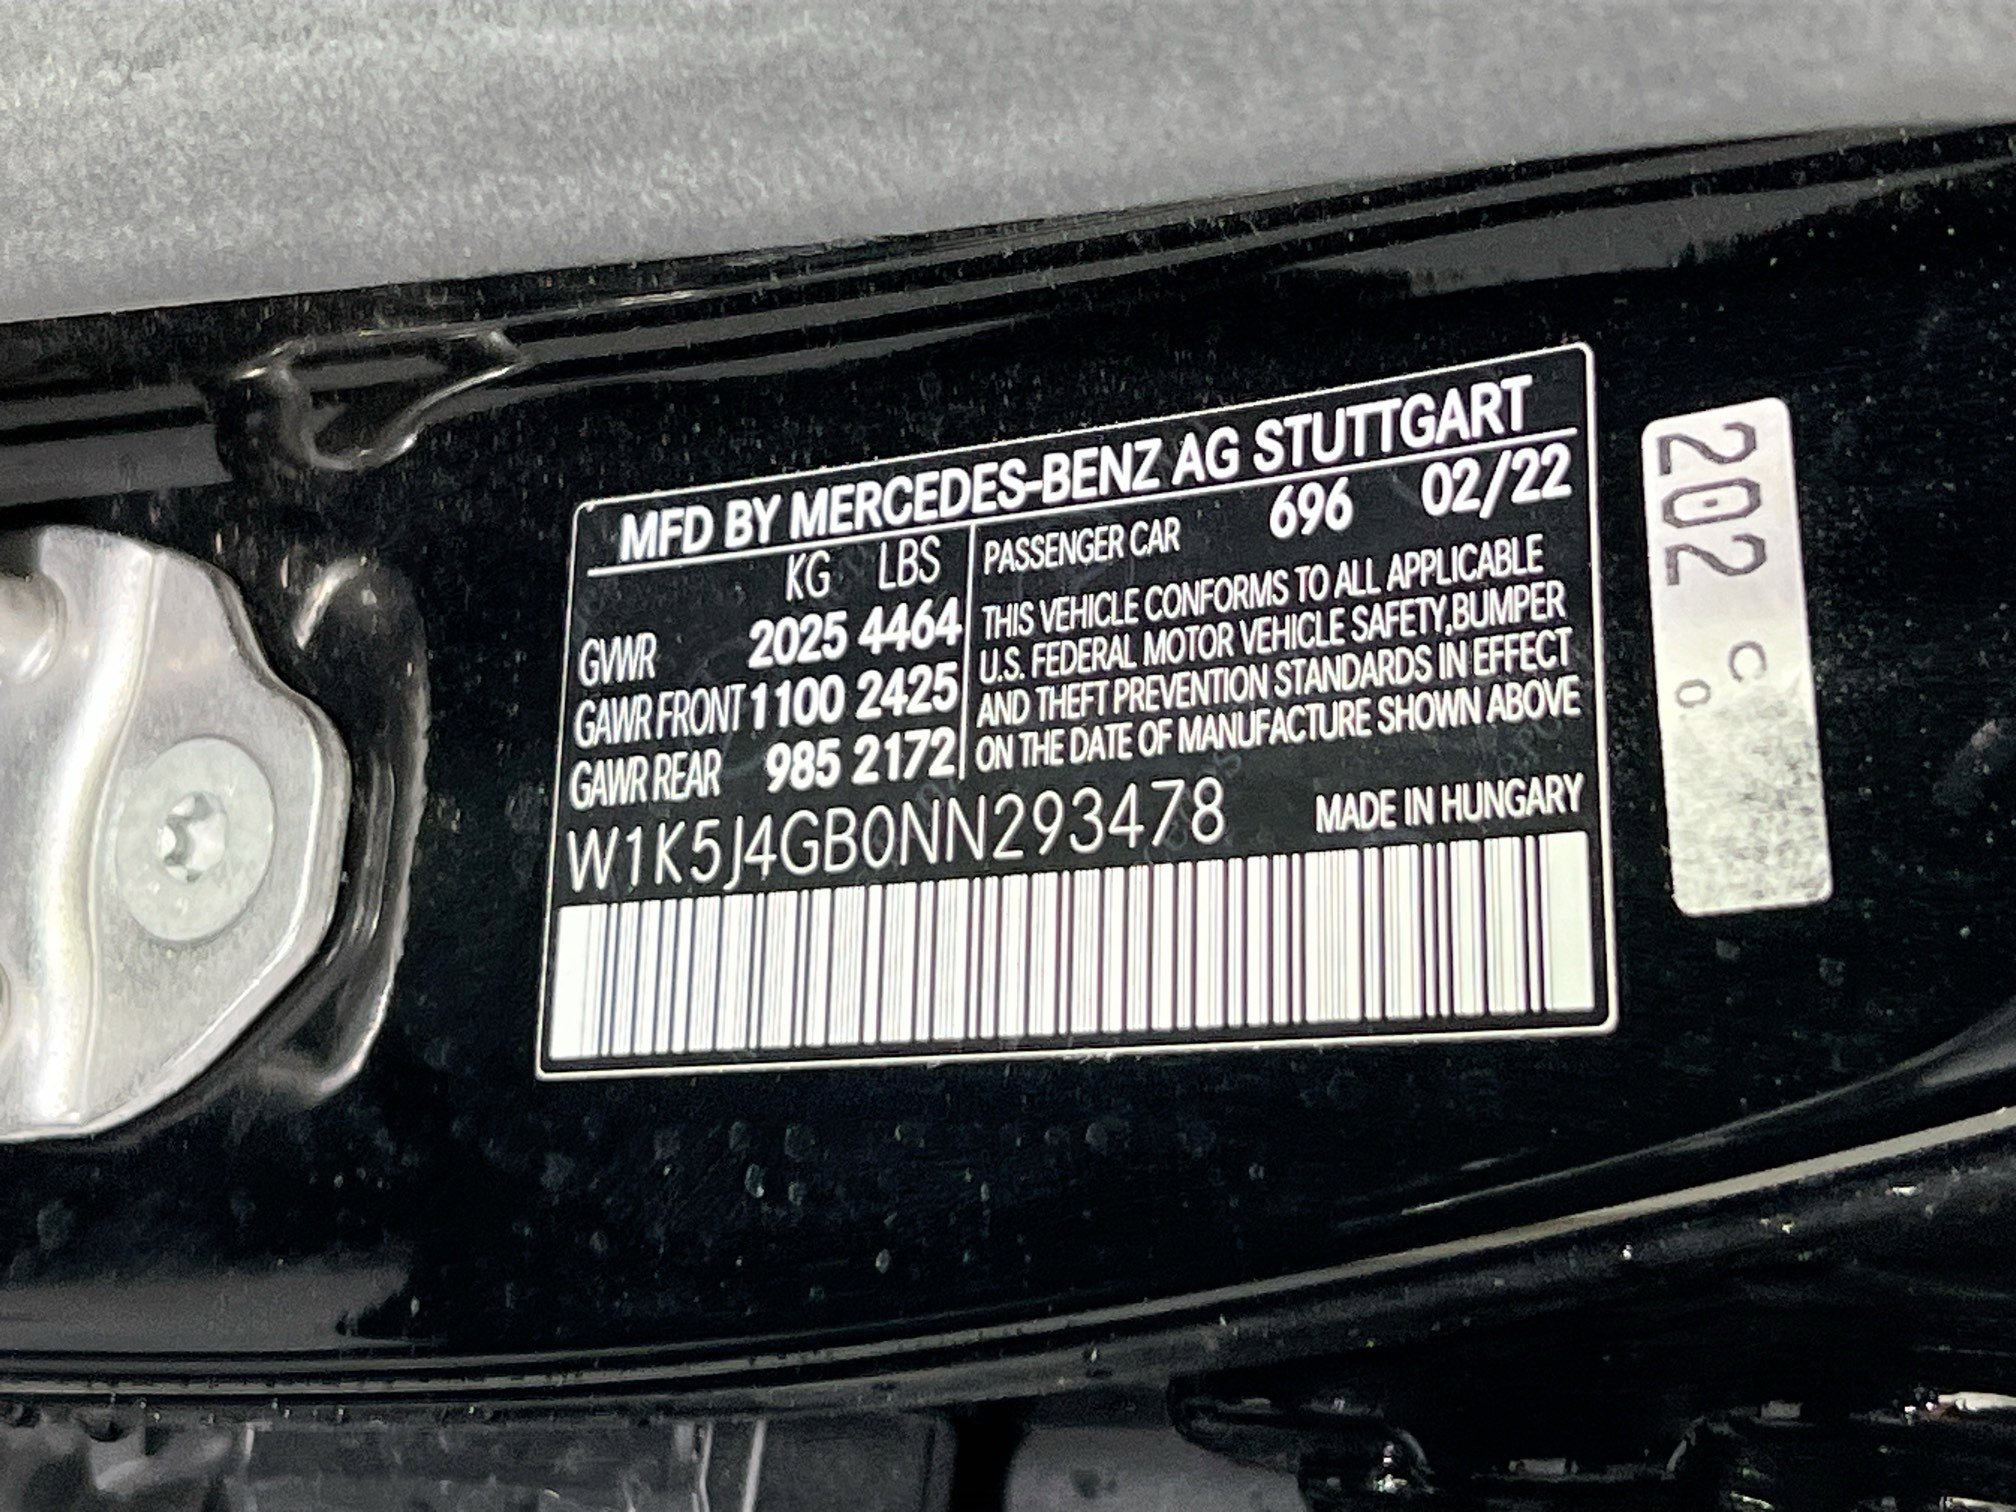 MFD BY MERCEDES-BENZ AG STUTTGART
KG LBS
GVWR 2025 4464
GAWR FRONT 1100 2425
GAWR REAR 985 2172
PASSENGER CAR 696 02/22
THIS VEHICLE CONFORMS TO ALL APPLICABLE
U.S. FEDERAL MOTOR VEHICLE SAFETY,BUMPER
AND THEFT PREVENTION STANDARDS IN EFFECT
ON THE DATE OF MANUFACTURE SHOWN ABOVE
W1K5J4GB0NN293478 MADE IN HUNGARY
202 C
0